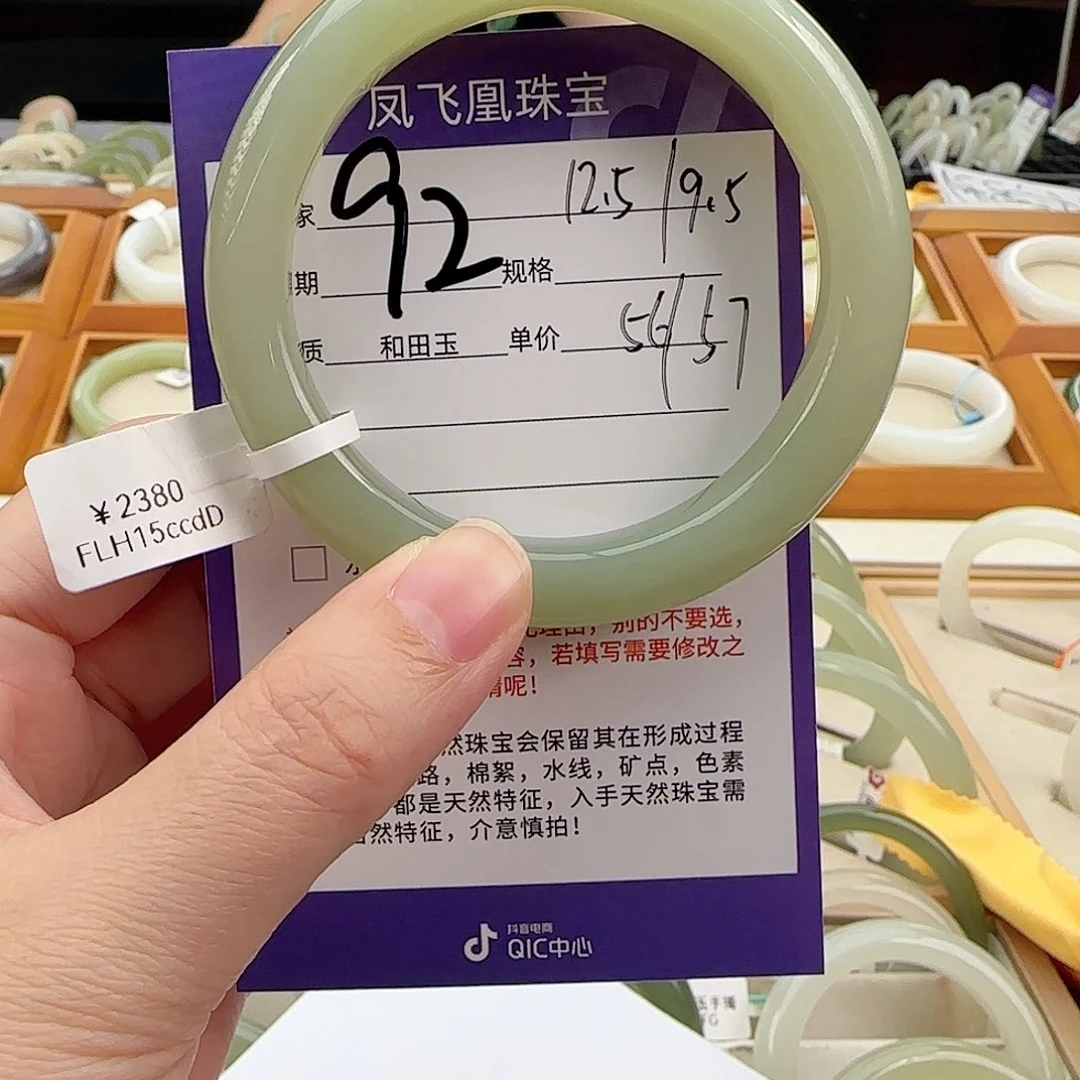 凤飞凰珠宝
家 92 12.5/9.5
期 规格
质 和田玉 单价 56/57
¥2380
FLH15ccdD
别的不要选，
若填写需要修改之
呢！
然珠宝会保留其在形成过程
路，棉絮，水线，矿点，色素
都是天然特征，入手天然珠宝需
然特征，介意慎拍！
抖音电商
QIC中心